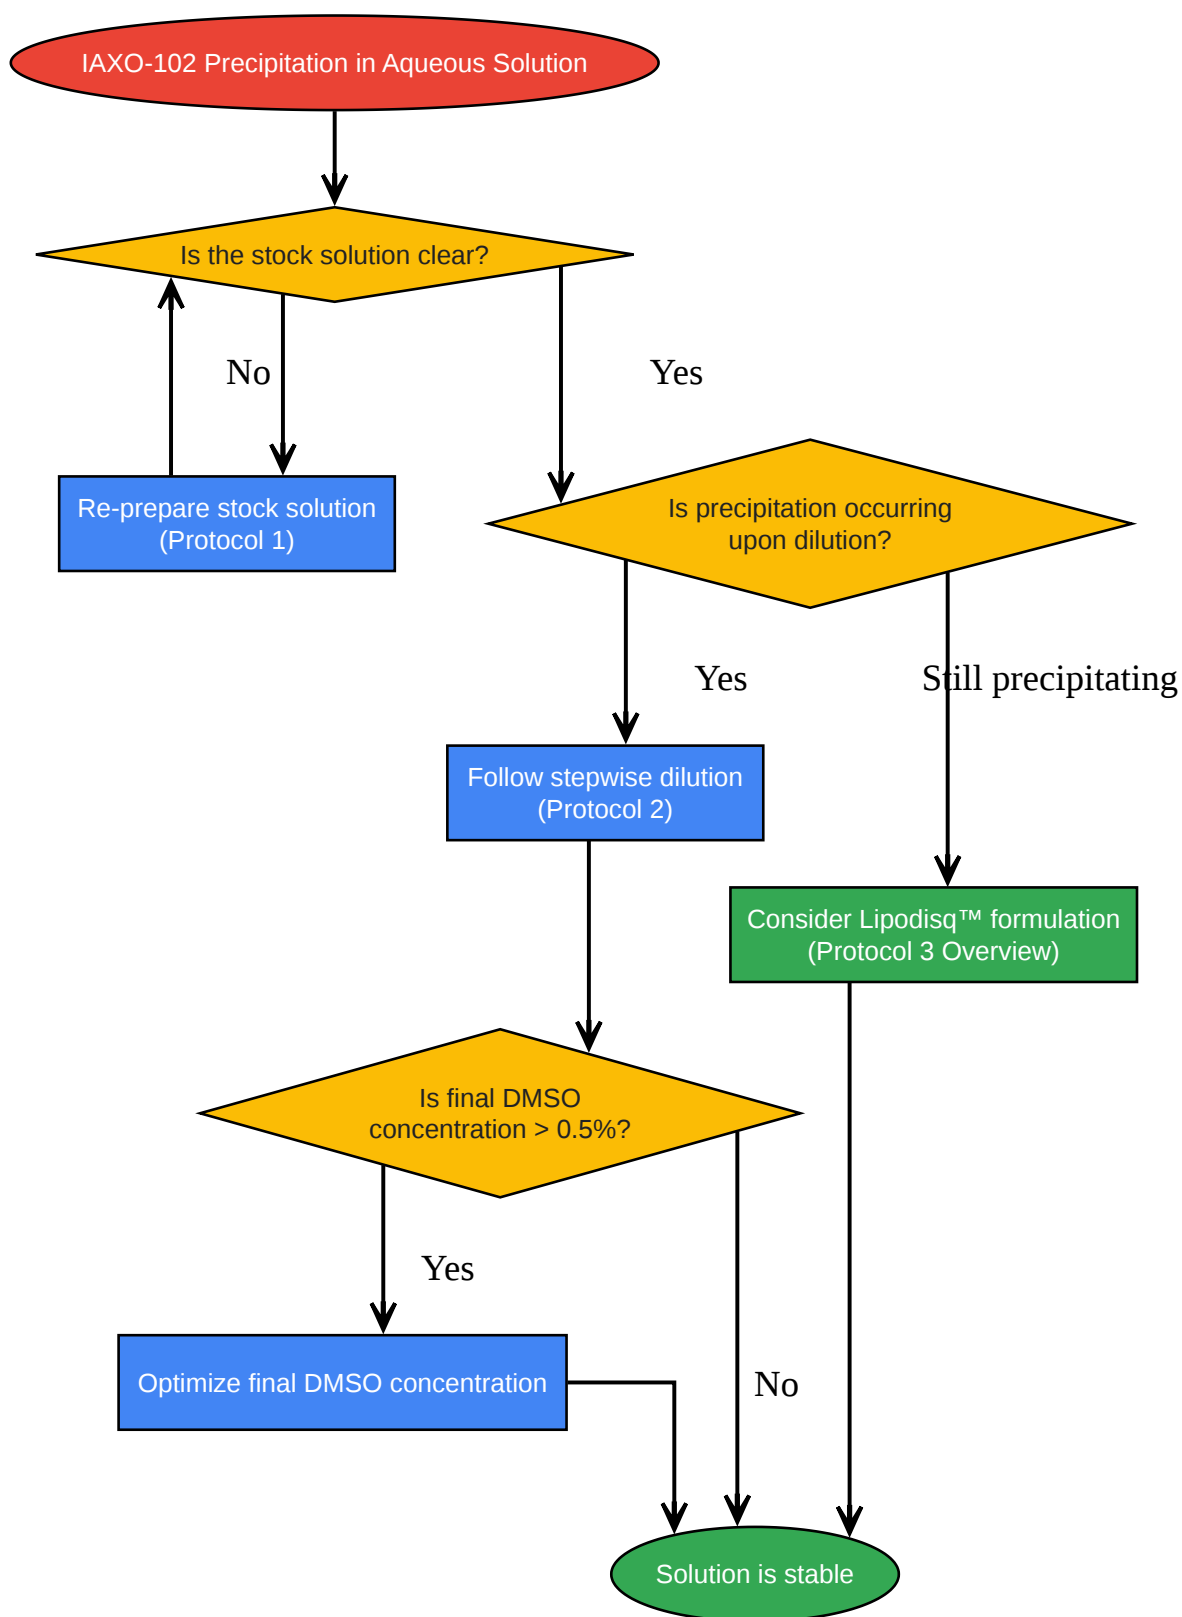 IAXO-102 Precipitation in Aqueous Solution
Is the stock solution clear?
No
Yes
Re-prepare stock solution
(Protocol 1)
Is precipitation occurring
upon dilution?
Yes
Still precipitating
Follow stepwise dilution
(Protocol 2)
Consider Lipodisq™ formulation
(Protocol 3 Overview)
Is final DMSO
concentration > 0.5%?
Yes
Optimize final DMSO concentration
No
Solution is stable